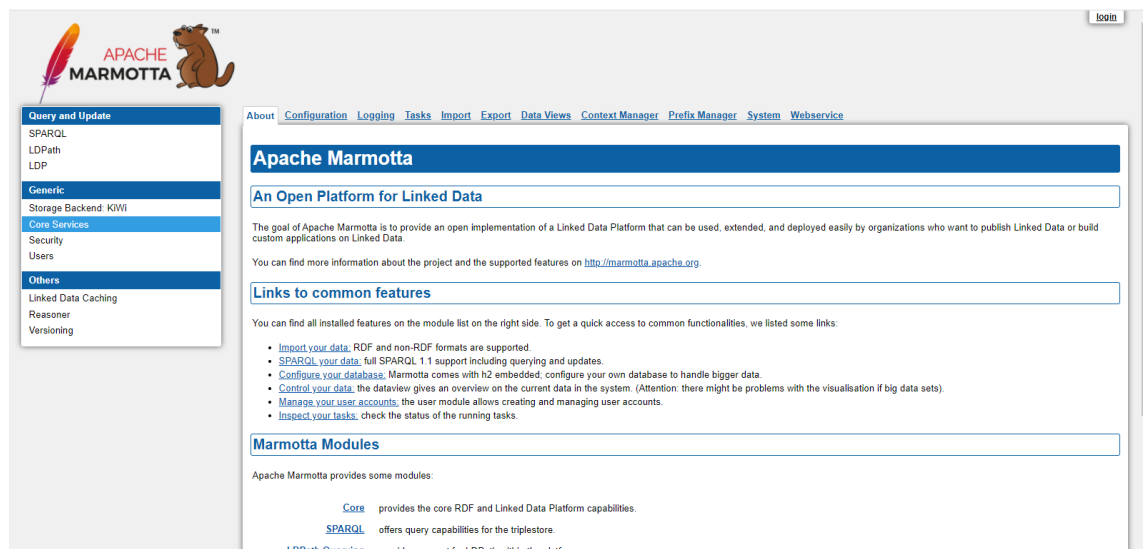 login
APACHE
MARMOTTA
TM
Query and Update
SPARQL
LDPath
LDP
Generic
Storage Backend: KiWi
Core Services
Security
Users
Others
Linked Data Caching
Reasoner
Versioning
About Configuration Logging Tasks Import Export Data Views Context Manager Prefix Manager System Webservice
Apache Marmotta
An Open Platform for Linked Data
The goal of Apache Marmotta is to provide an open implementation of a Linked Data Platform that can be used, extended, and deployed easily by organizations who want to publish Linked Data or build
custom applications on Linked Data.
You can find more information about the project and the supported features on http://marmotta.apache.org.
Links to common features
You can find all installed features on the module list on the right side. To get a quick access to common functionalities, we listed some links:
Import your data: RDF and non-RDF formats are supported.
SPARQL your data: full SPARQL 1.1 support including querying and updates.
Configure your database: Marmotta comes with h2 embedded; configure your own database to handle bigger data.
Control your data: the dataview gives an overview on the current data in the system. (Attention: there might be problems with the visualisation if big data sets).
Manage your user accounts: the user module allows creating and managing user accounts.
Inspect your tasks: check the status of the running tasks.
Marmotta Modules
Apache Marmotta provides some modules:
Core provides the core RDF and Linked Data Platform capabilities.
SPARQL offers query capabilities for the triplestore.